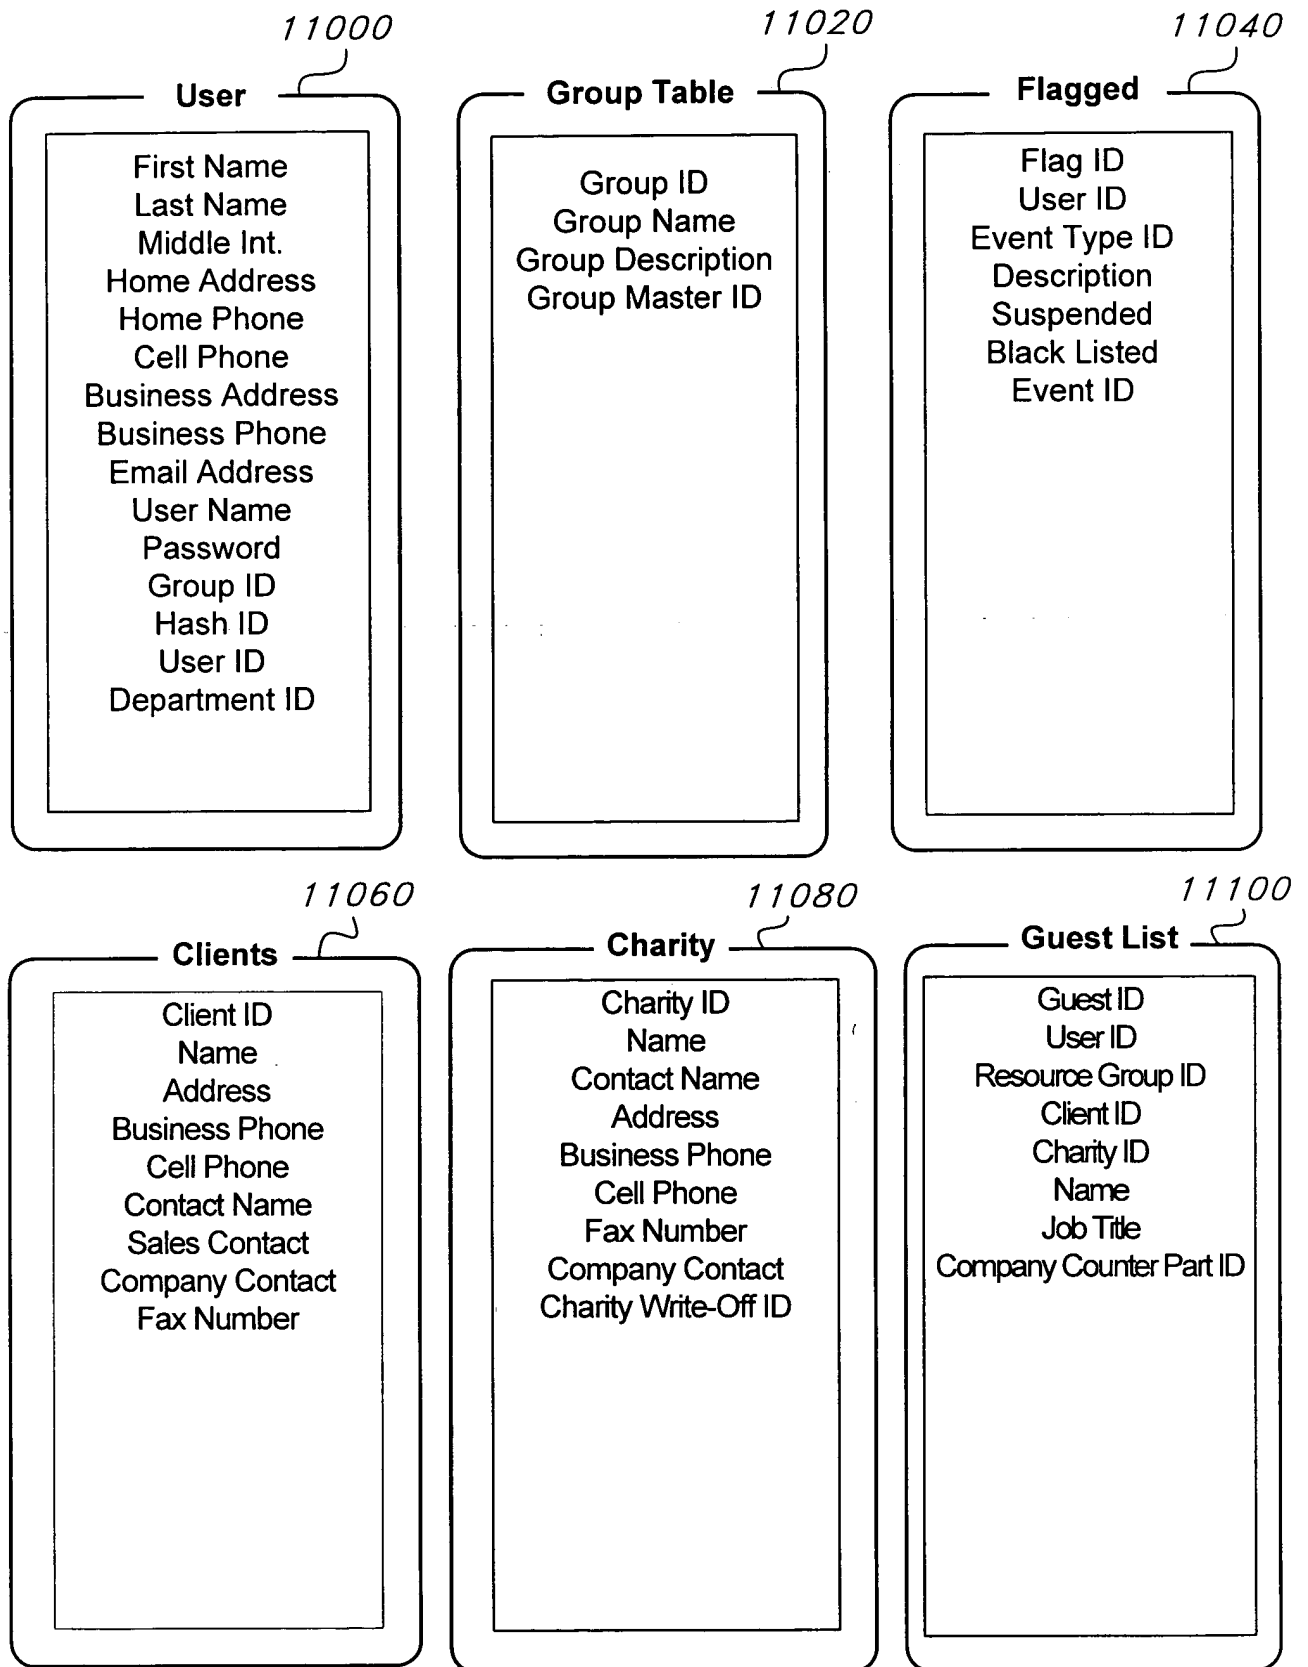 11000
User
First Name
Last Name
Middle Int.
Home Address
Home Phone
Cell Phone
Business Address
Business Phone
Email Address
User Name
Password
Group ID
Hash ID
User ID
Department ID
11020
Group Table
Group ID
Group Name
Group Description
Group Master ID
11040
Flagged
Flag ID
User ID
Event Type ID
Description
Suspended
Black Listed
Event ID
11060
Clients
Client ID
Name
Address
Business Phone
Cell Phone
Contact Name
Sales Contact
Company Contact
Fax Number
11080
Charity
Charity ID
Name
Contact Name
Address
Business Phone
Cell Phone
Fax Number
Company Contact
Charity Write-Off ID
11100
Guest List
Guest ID
User ID
Resource Group ID
Client ID
Charity ID
Name
Job Title
Company Counter Part ID